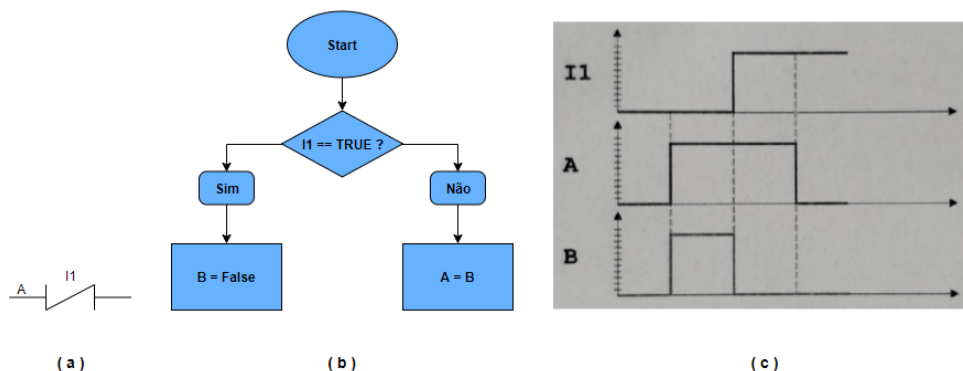 Start
I1 == TRUE ?
Sim
Não
B = False
A = B
A
I1
( a )
( b )
I1
A
B
( c )